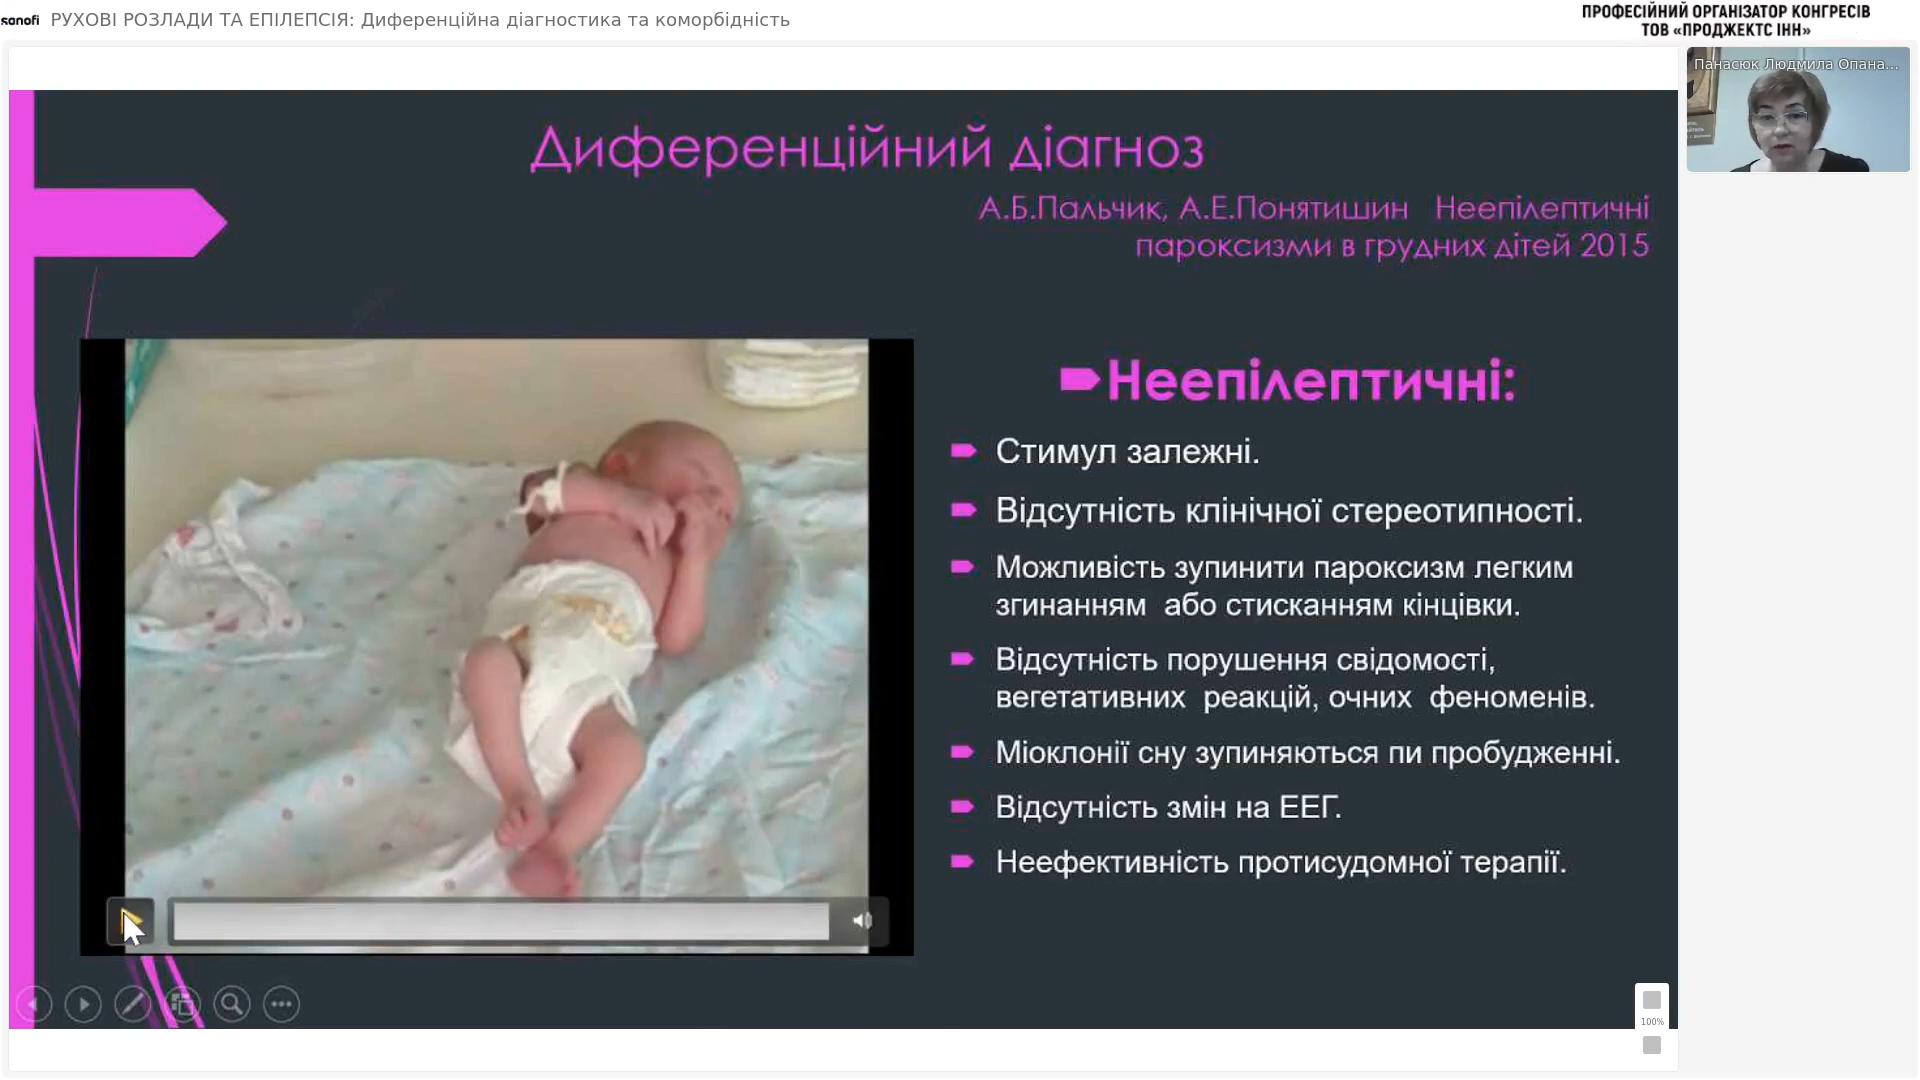 sanofi РУХОВІ РОЗЛАДИ ТА ЕПІЛЕПСІЯ: Диференційна діагностика та коморбідність
ПРОФЕСІЙНИЙ ОРГАНІЗАТОР КОНГРЕСІВ
ТОВ «ПРОДЖЕКТС ІНН»
Панасюк Людмила Опана...
Диференційний діагноз
А.Б.Пальчик, А.Е.Понятишин Неепілептичні
пароксизми в грудних дітей 2015
Неепілептичні:
Стимул залежні.
Відсутність клінічної стереотипності.
Можливість зупинити пароксизм легким
згинанням або стисканням кінцівки.
Відсутність порушення свідомості,
вегетативних реакцій, очних феноменів.
Міоклонії сну зупиняються пи пробудженні.
Відсутність змін на ЕЕГ.
Неефективність протисудомної терапії.
100%